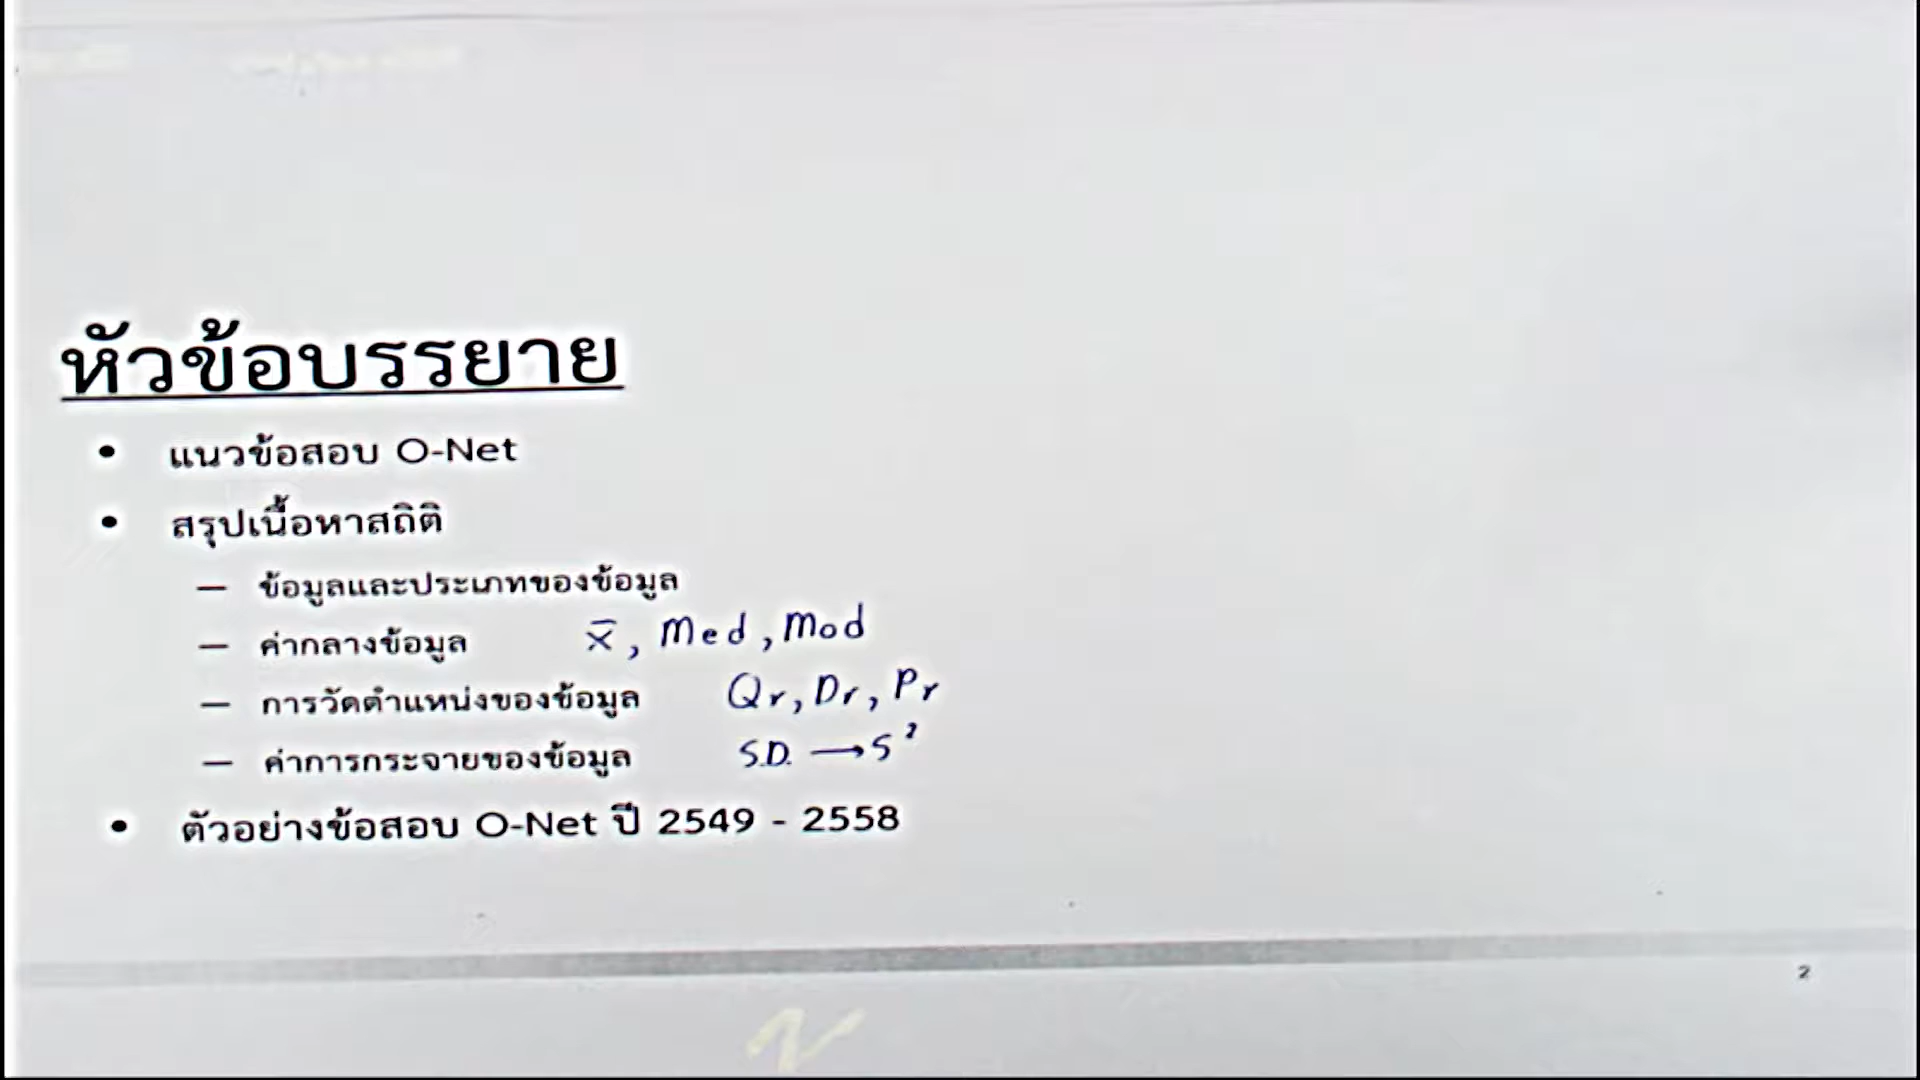 หัวข้อบรรยาย
• แนวข้อสอบ O-Net
• สรุปเนื้อหาสถิติ
— ข้อมูลและประเภทของข้อมูล
— ค่ากลางข้อมูล x̄, Med, Mod
— การวัดตำแหน่งของข้อมูล Qr, Dr, Pr
— ค่าการกระจายของข้อมูล S.D. → S²
• ตัวอย่างข้อสอบ O-Net ปี 2549 - 2558
2